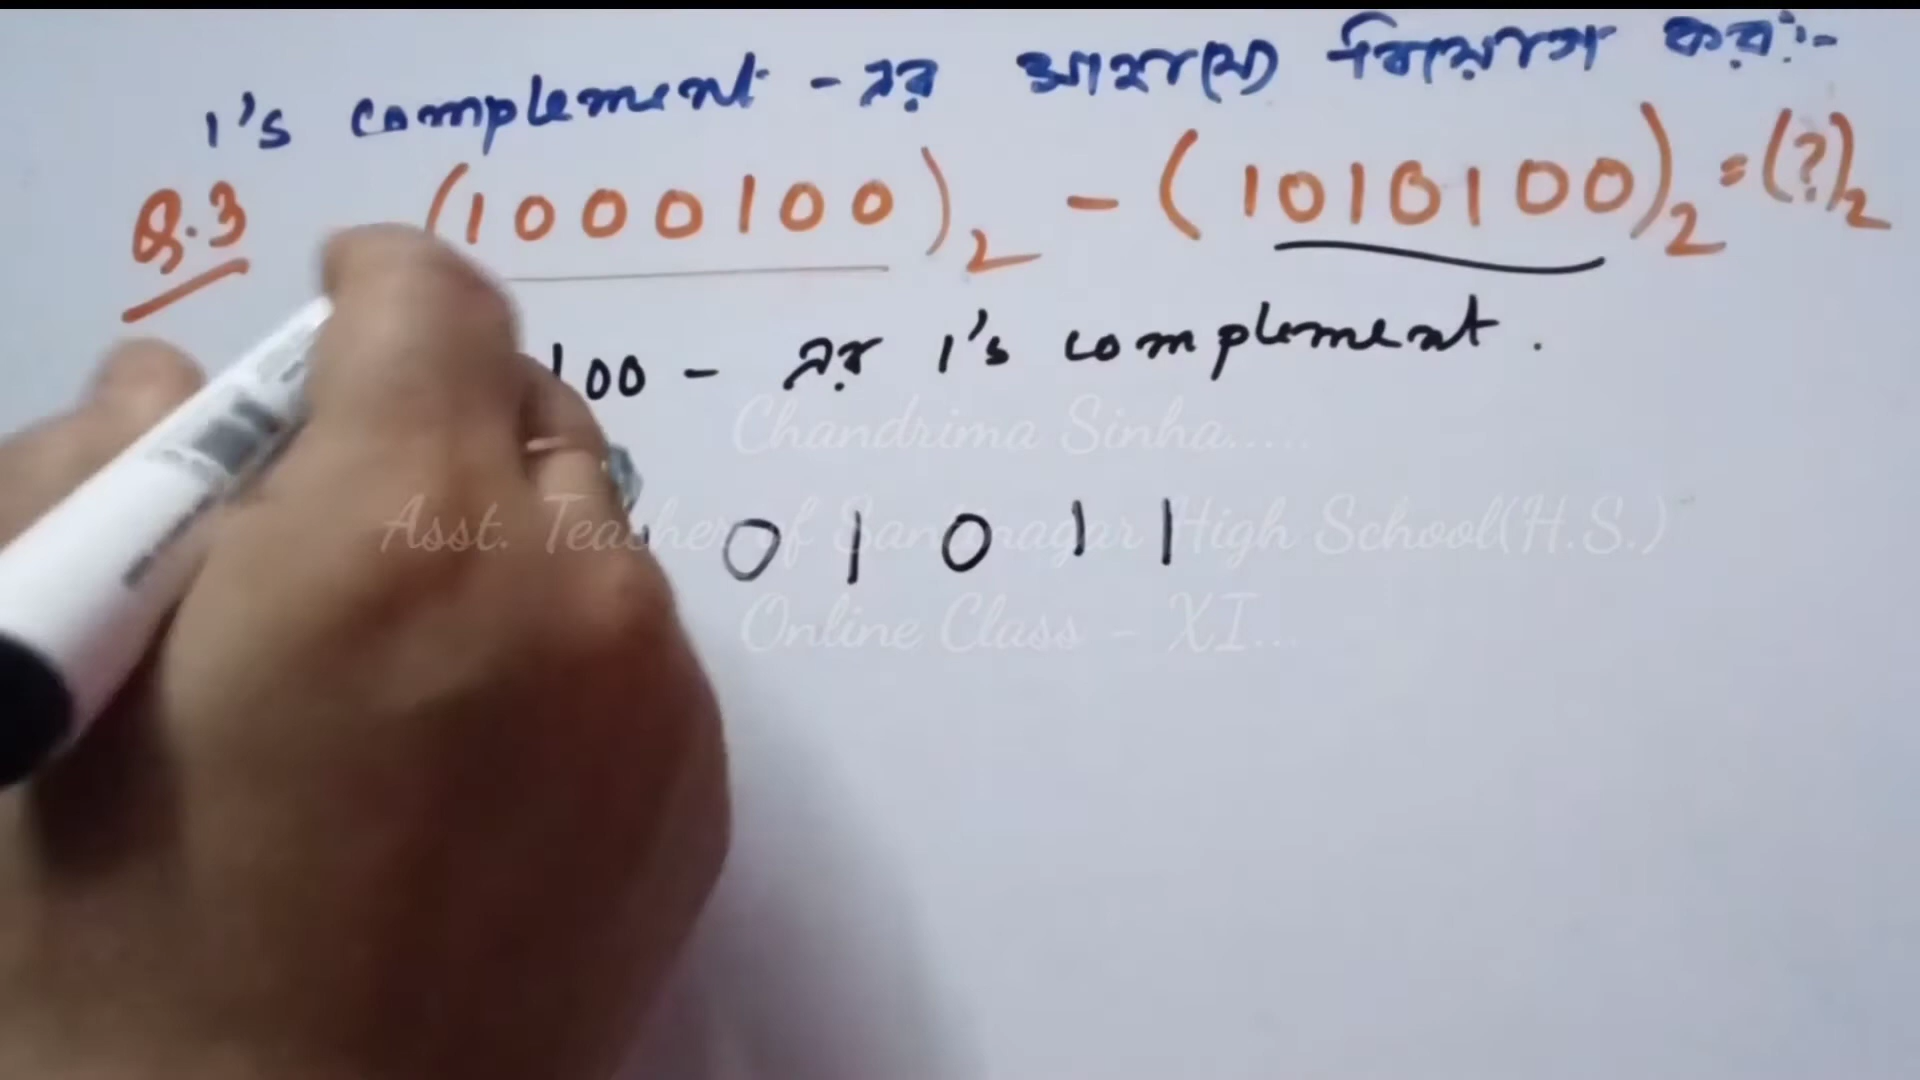 1's complement - এর সাহায্যে বিয়োগ কর :-
Q.3 (1000100)2 - (1010100)2 = (?)2
100 - এর 1's complement .
Chandrima Sinha.....
0 1 0 1 1
Asst. Teacher of High School(H.S.)
Online Class - XI...